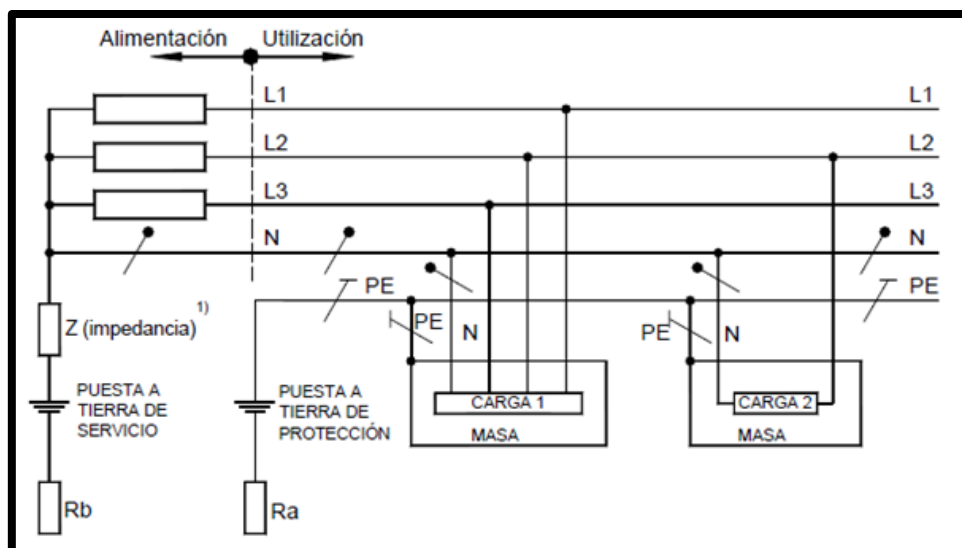 Alimentación Utilización
L1 L1
L2 L2
L3 L3
N N
PE PE
Z (impedancia) 1)
PE N PE N
PUESTA A
TIERRA DE
SERVICIO
PUESTA A
TIERRA DE
PROTECCIÓN
CARGA 1
MASA
CARGA 2
MASA
Rb Ra